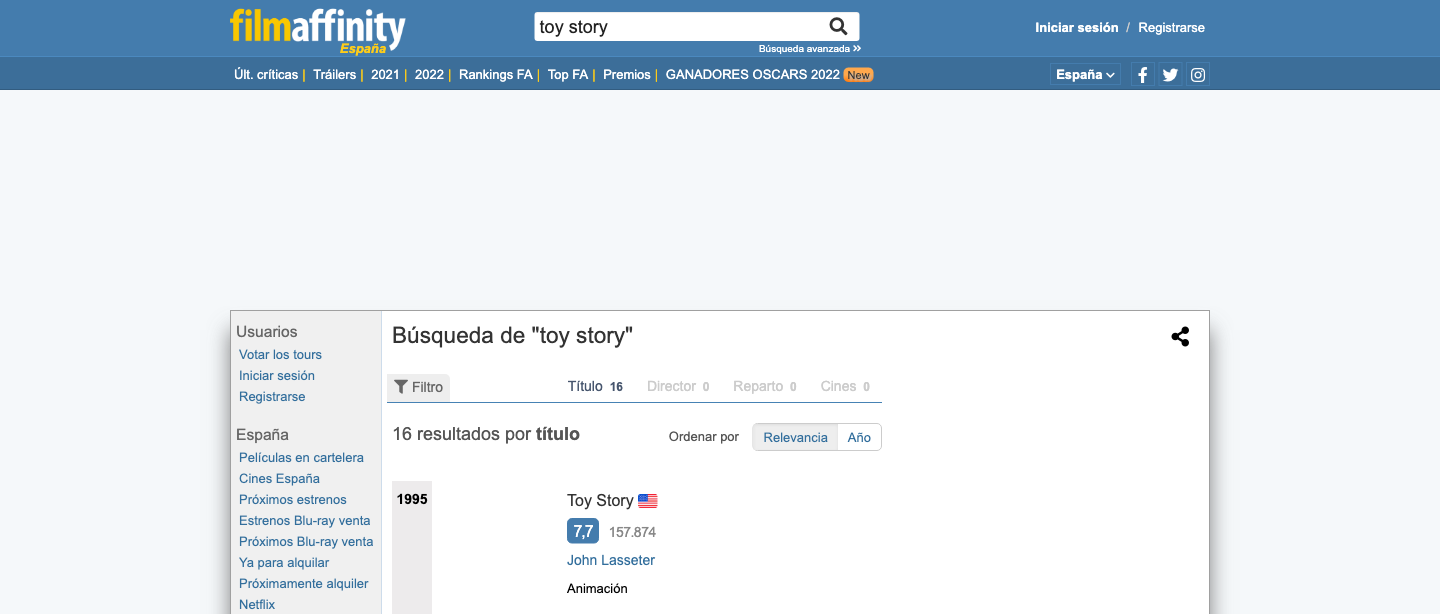 filmaffinity
España
toy story
Búsqueda avanzada »
Iniciar sesión / Registrarse
Últ. críticas | Tráilers | 2021 | 2022 | Rankings FA | Top FA | Premios | GANADORES OSCARS 2022 New
España
Usuarios
Votar los tours
Iniciar sesión
Registrarse
España
Películas en cartelera
Cines España
Próximos estrenos
Estrenos Blu-ray venta
Próximos Blu-ray venta
Ya para alquilar
Próximamente alquiler
Netflix
Búsqueda de "toy story"
Filtro
Título 16 Director 0 Reparto 0 Cines 0
16 resultados por título
Ordenar por Relevancia Año
1995
Toy Story
7,7 157.874
John Lasseter
Animación